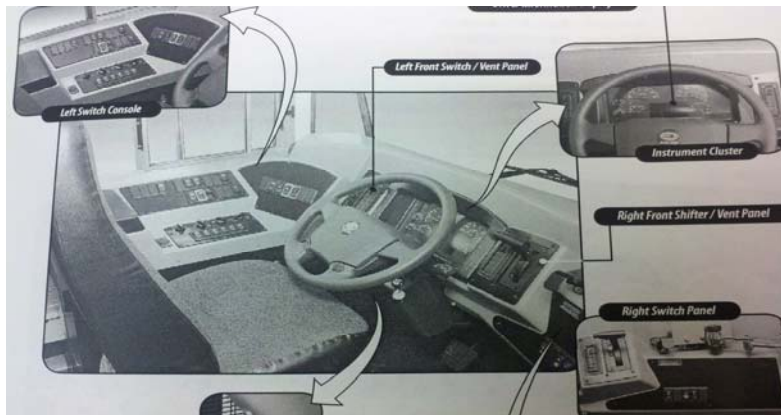 Left Front Switch / Vent Panel
Left Switch Console
Instrument Cluster
Right Front Shifter / Vent Panel
Right Switch Panel